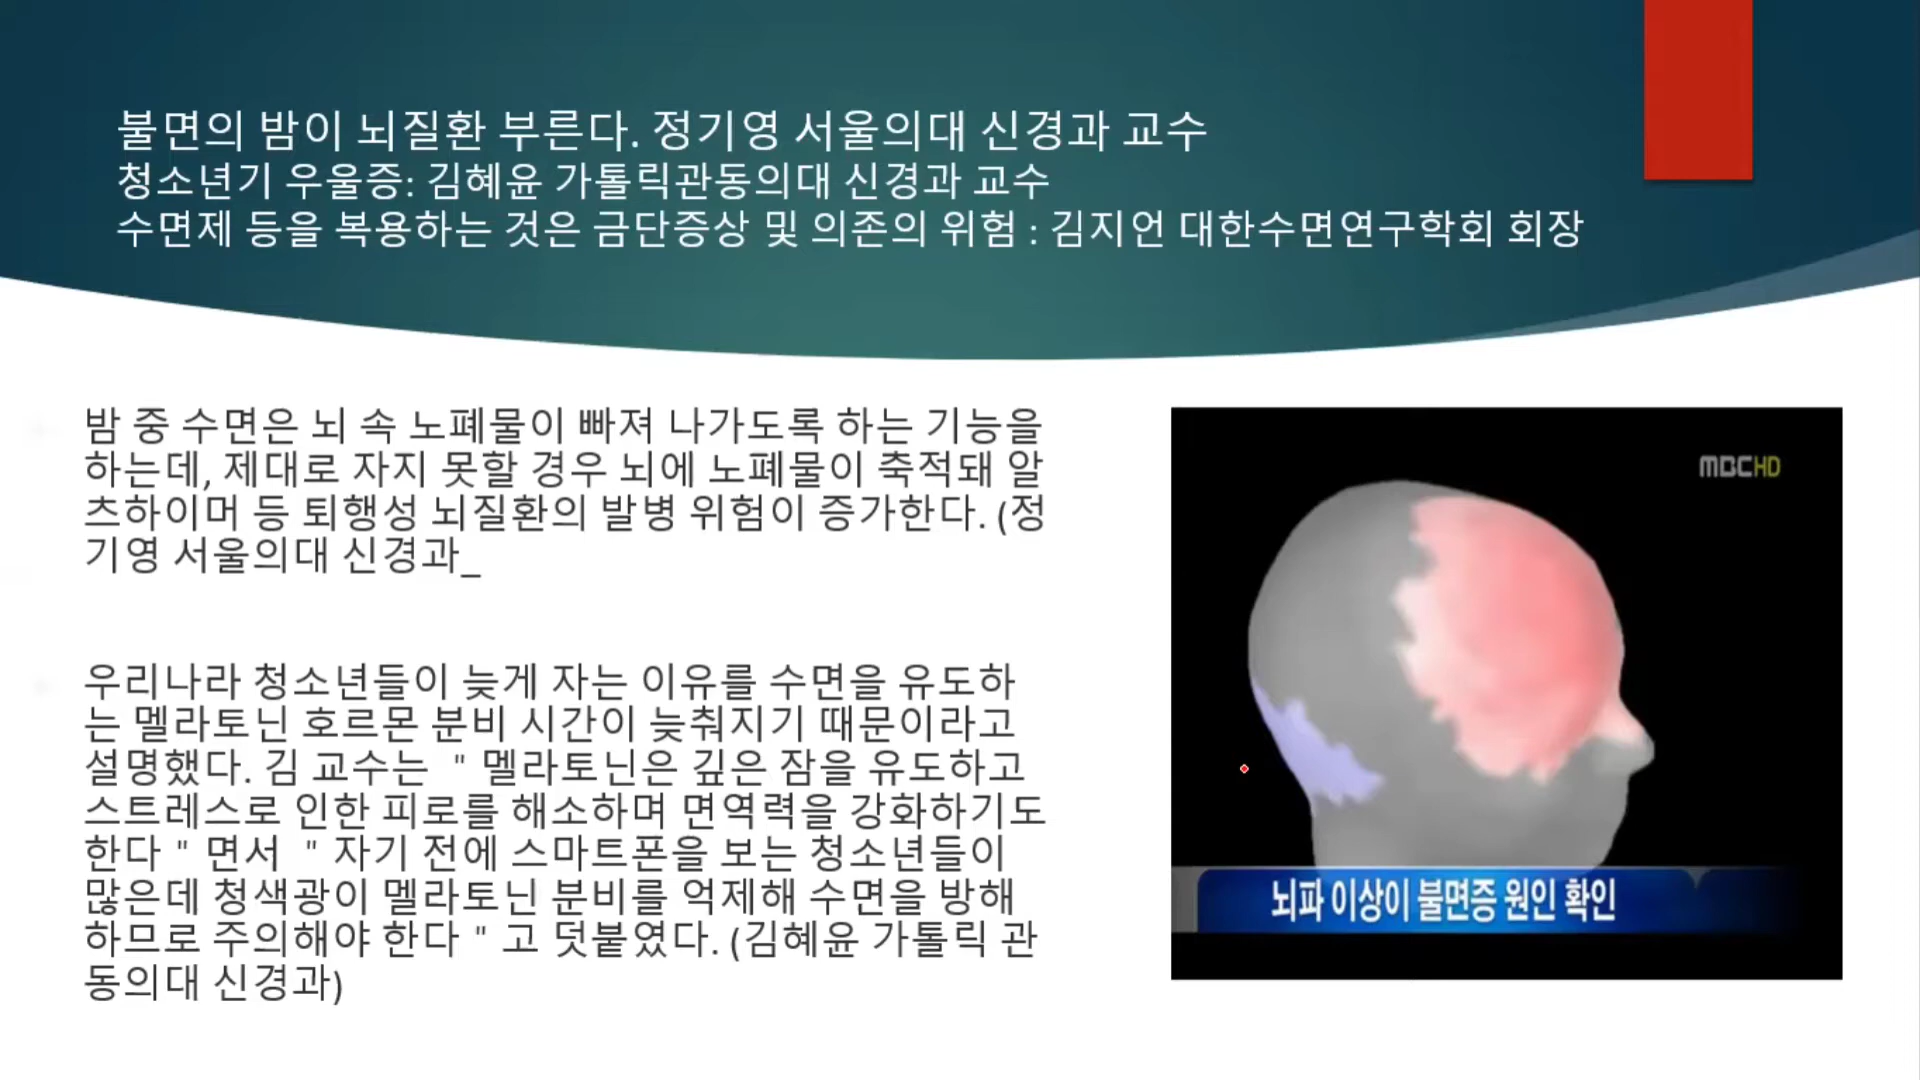 불면의 밤이 뇌질환 부른다. 정기영 서울의대 신경과 교수
청소년기 우울증: 김혜윤 가톨릭관동의대 신경과 교수
수면제 등을 복용하는 것은 금단증상 및 의존의 위험 : 김지언 대한수면연구학회 회장
밤 중 수면은 뇌 속 노폐물이 빠져 나가도록 하는 기능을
하는데, 제대로 자지 못할 경우 뇌에 노폐물이 축적돼 알
츠하이머 등 퇴행성 뇌질환의 발병 위험이 증가한다. (정
기영 서울의대 신경과_
우리나라 청소년들이 늦게 자는 이유를 수면을 유도하
는 멜라토닌 호르몬 분비 시간이 늦춰지기 때문이라고
설명했다. 김 교수는 " 멜라토닌은 깊은 잠을 유도하고
스트레스로 인한 피로를 해소하며 면역력을 강화하기도
한다 " 면서 " 자기 전에 스마트폰을 보는 청소년들이
많은데 청색광이 멜라토닌 분비를 억제해 수면을 방해
하므로 주의해야 한다 " 고 덧붙였다. (김혜윤 가톨릭 관
동의대 신경과)
MBC HD
뇌파 이상이 불면증 원인 확인